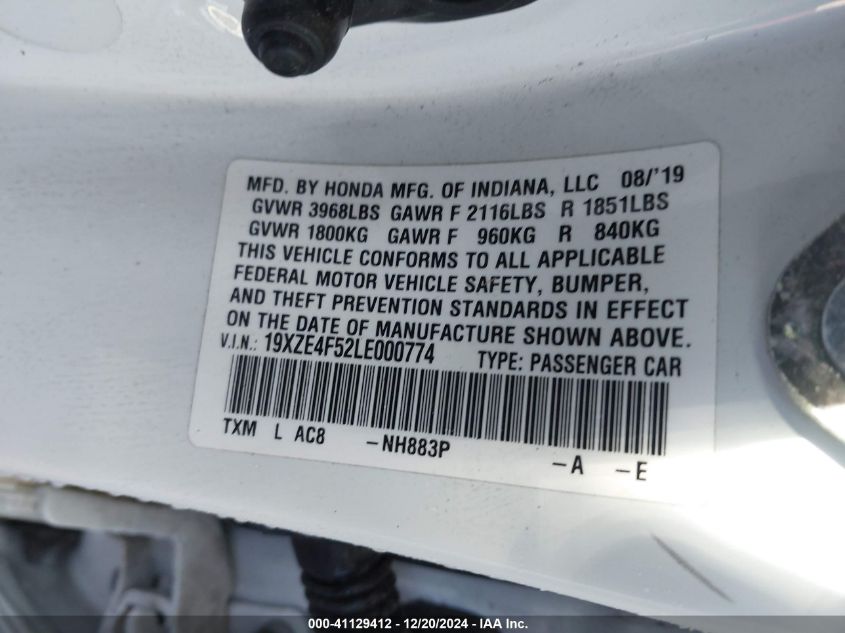 MFD. BY HONDA MFG. OF INDIANA, LLC 08/'19
GVWR 3968LBS GAWR F 2116LBS R 1851LBS
GVWR 1800KG GAWR F 960KG R 840KG
THIS VEHICLE CONFORMS TO ALL APPLICABLE
FEDERAL MOTOR VEHICLE SAFETY, BUMPER,
AND THEFT PREVENTION STANDARDS IN EFFECT
ON THE DATE OF MANUFACTURE SHOWN ABOVE.
V.I.N.: 19XZE4F52LE000774 TYPE: PASSENGER CAR
TXM L AC8 -NH883P -A -E
000-41129412 - 12/20/2024 - IAA Inc.